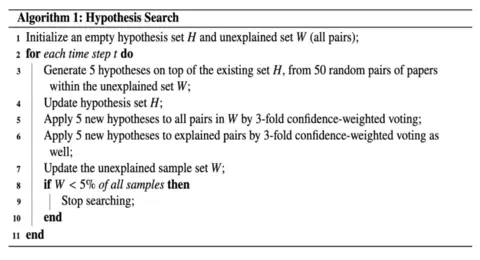 Algorithm 1: Hypothesis Search
1 Initialize an empty hypothesis set H and unexplained set W (all pairs);
2 for each time step t do
3 Generate 5 hypotheses on top of the existing set H, from 50 random pairs of papers
within the unexplained set W;
4 Update hypothesis set H;
5 Apply 5 new hypotheses to all pairs in W by 3-fold confidence-weighted voting;
6 Apply 5 new hypotheses to explained pairs by 3-fold confidence-weighted voting as
well;
7 Update the unexplained sample set W;
8 if W < 5% of all samples then
9 Stop searching;
10 end
11 end